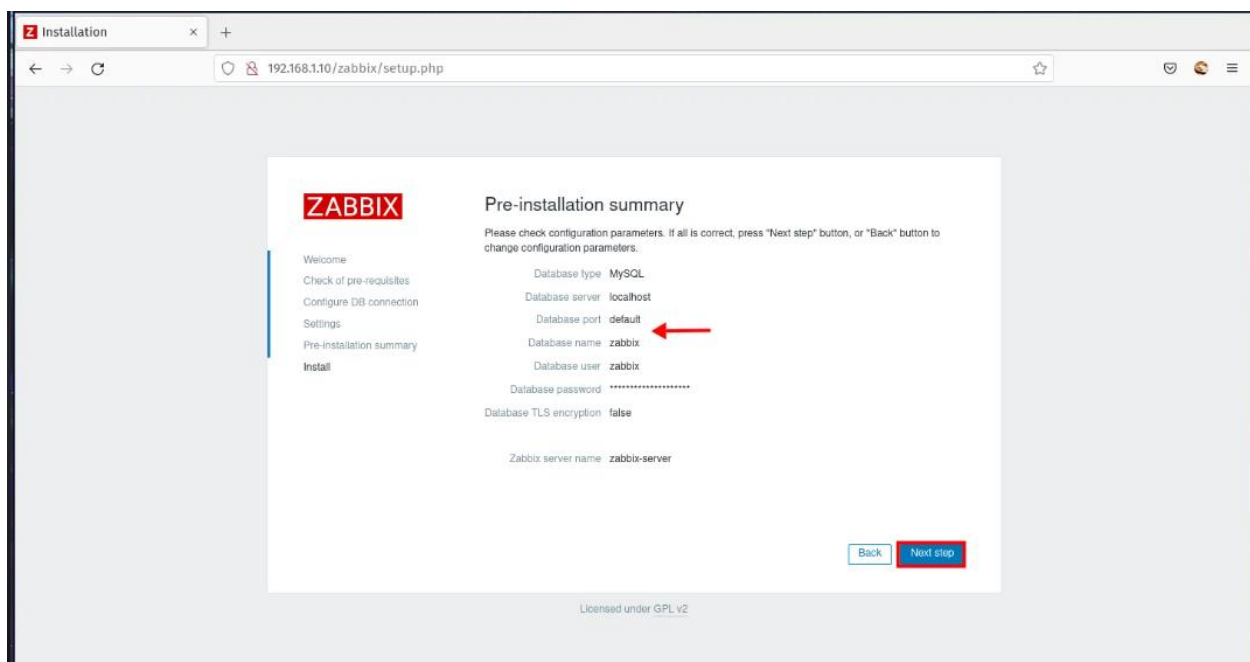 Z Installation
192.168.1.10/zabbix/setup.php
ZABBIX
Welcome
Check of pre-requisites
Configure DB connection
Settings
Pre-installation summary
Install
Pre-installation summary
Please check configuration parameters. If all is correct, press "Next step" button, or "Back" button to
change configuration parameters.
Database type MySQL
Database server localhost
Database port default
Database name zabbix
Database user zabbix
Database password ********************
Database TLS encryption false
Zabbix server name zabbix-server
Back Next step
Licensed under GPL v2